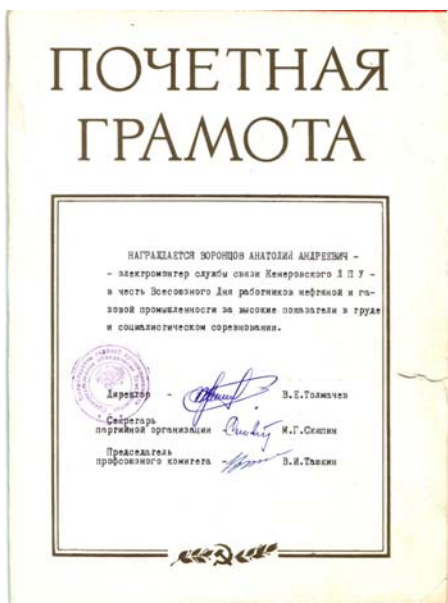 ПОЧЕТНАЯ
ГРАМОТА
НАГРАЖДАЕТСЯ ВОРОНЦОВ АНАТОЛИЙ АНДРЕЕВИЧ -
- электромонтер службы связи Кемеровского Л П У -
в честь Всесоюзного Дня работников нефтяной и га-
зовой промышленности за высокие показатели в труде
и социалистическом соревновании.
Директор - В.Е.Толмачев
Секретарь
партийной организации - М.Г.Скипин
Председатель
профсоюзного комитета - В.И.Тавкин